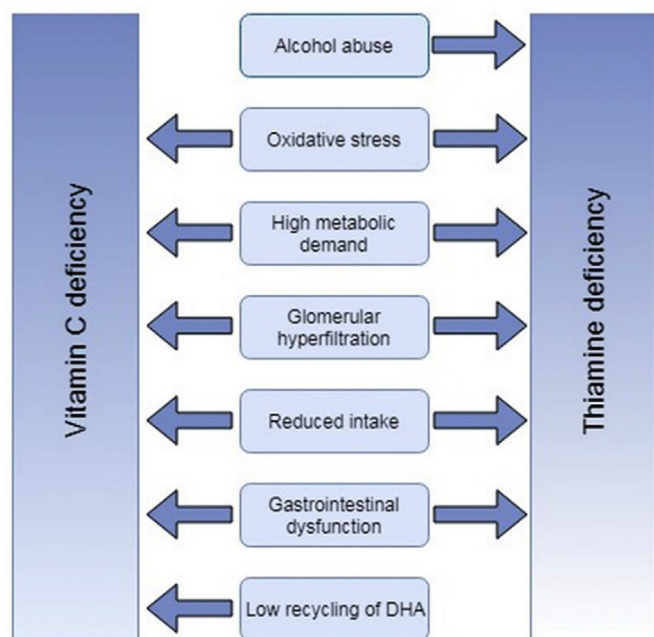 Alcohol abuse
Oxidative stress
High metabolic
demand
Glomerular
hyperfiltration
Reduced intake
Gastrointestinal
dysfunction
Low recycling of DHA
Vitamin C deficiency
Thiamine deficiency